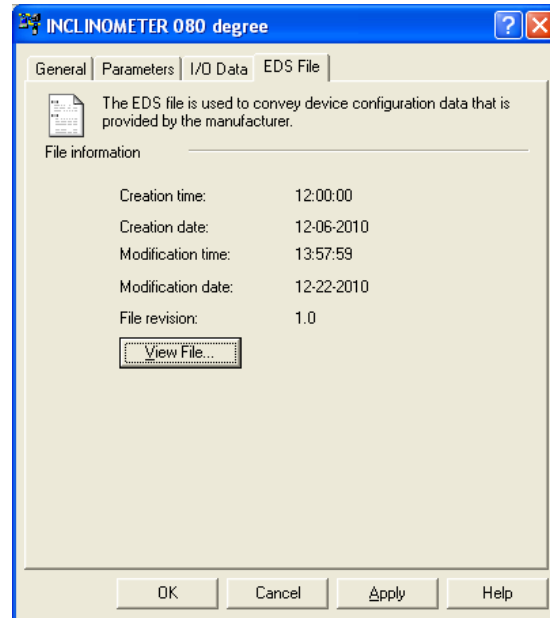 INCLINOMETER 080 degree
General Parameters I/O Data EDS File
The EDS file is used to convey device configuration data that is
provided by the manufacturer.
File information
Creation time: 12:00:00
Creation date: 12-06-2010
Modification time: 13:57:59
Modification date: 12-22-2010
File revision: 1.0
View File...
OK Cancel Apply Help